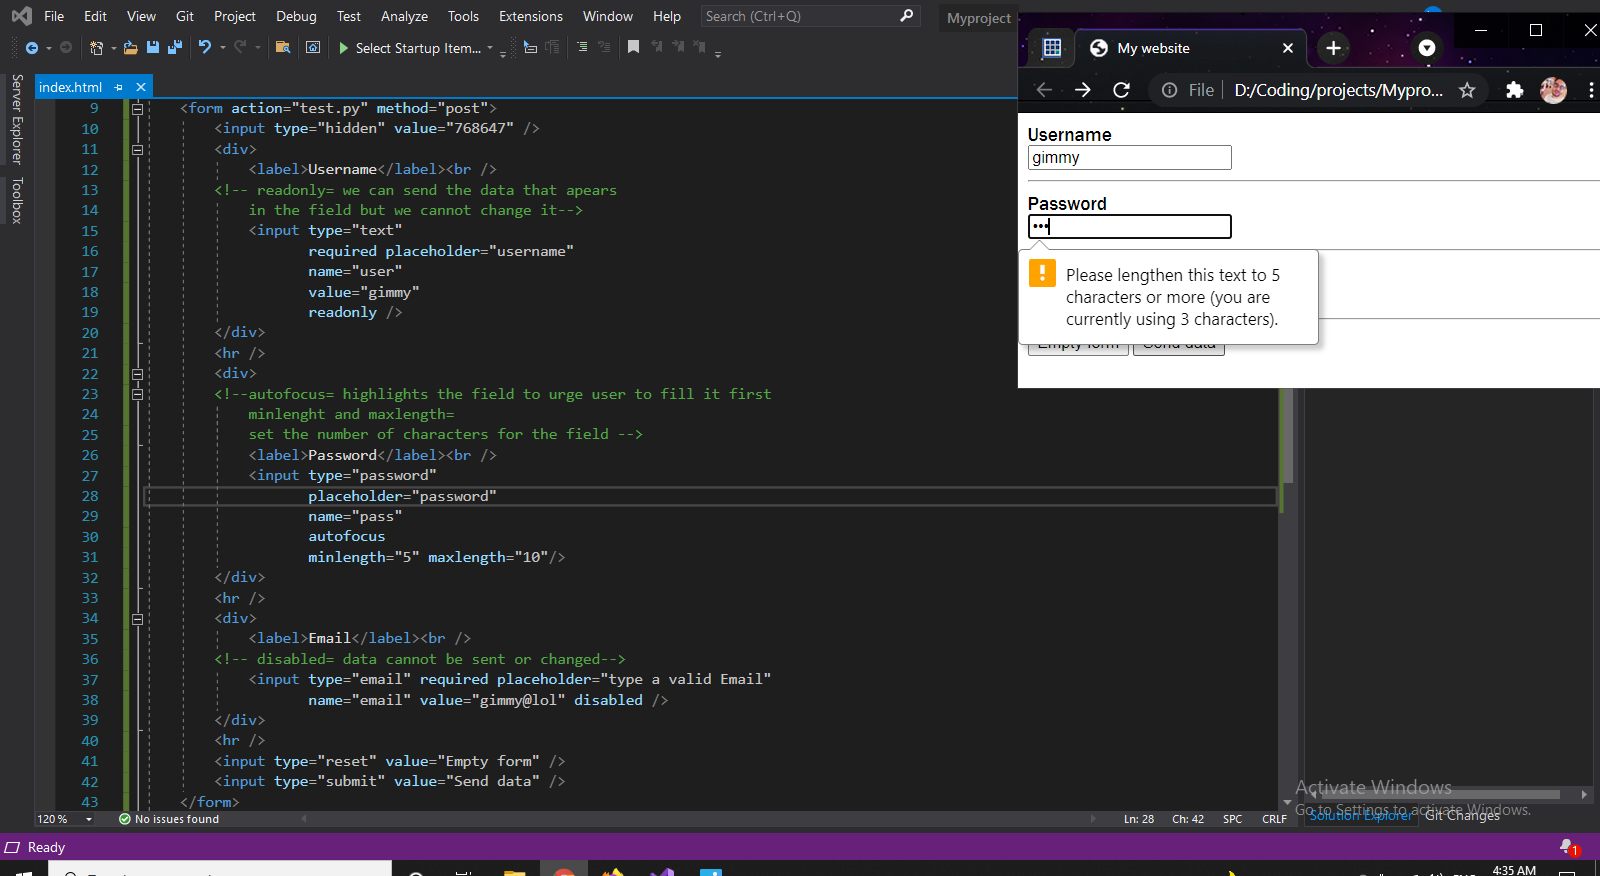 File Edit View Git Project Debug Test Analyze Tools Extensions Window Help Search (Ctrl+Q) Myproject
Select Startup Item...
Server Explorer
Toolbox
index.html
9 <form action="test.py" method="post">
10 <input type="hidden" value="768647" />
11 <div>
12 <label>Username</label><br />
13 <!-- readonly= we can send the data that apears
14 in the field but we cannot change it-->
15 <input type="text"
16 required placeholder="username"
17 name="user"
18 value="gimmy"
19 readonly />
20 </div>
21 <hr />
22 <div>
23 <!--autofocus= highlights the field to urge user to fill it first
24 minlenght and maxlength=
25 set the number of characters for the field -->
26 <label>Password</label><br />
27 <input type="password"
28 placeholder="password"
29 name="pass"
30 autofocus
31 minlength="5" maxlength="10"/>
32 </div>
33 <hr />
34 <div>
35 <label>Email</label><br />
36 <!-- disabled= data cannot be sent or changed-->
37 <input type="email" required placeholder="type a valid Email"
38 name="email" value="gimmy@lol" disabled />
39 </div>
40 <hr />
41 <input type="reset" value="Empty form" />
42 <input type="submit" value="Send data" />
43 </form>
120 % No issues found Ln: 28 Ch: 42 SPC CRLF
My website
File D:/Coding/projects/Mypro...
Username
gimmy
Password
Please lengthen this text to 5
characters or more (you are
currently using 3 characters).
Empty form Send data
Activate Windows
Go to Settings to activate Windows.
Solution Explorer Git Changes
Ready 1
4:35 AM